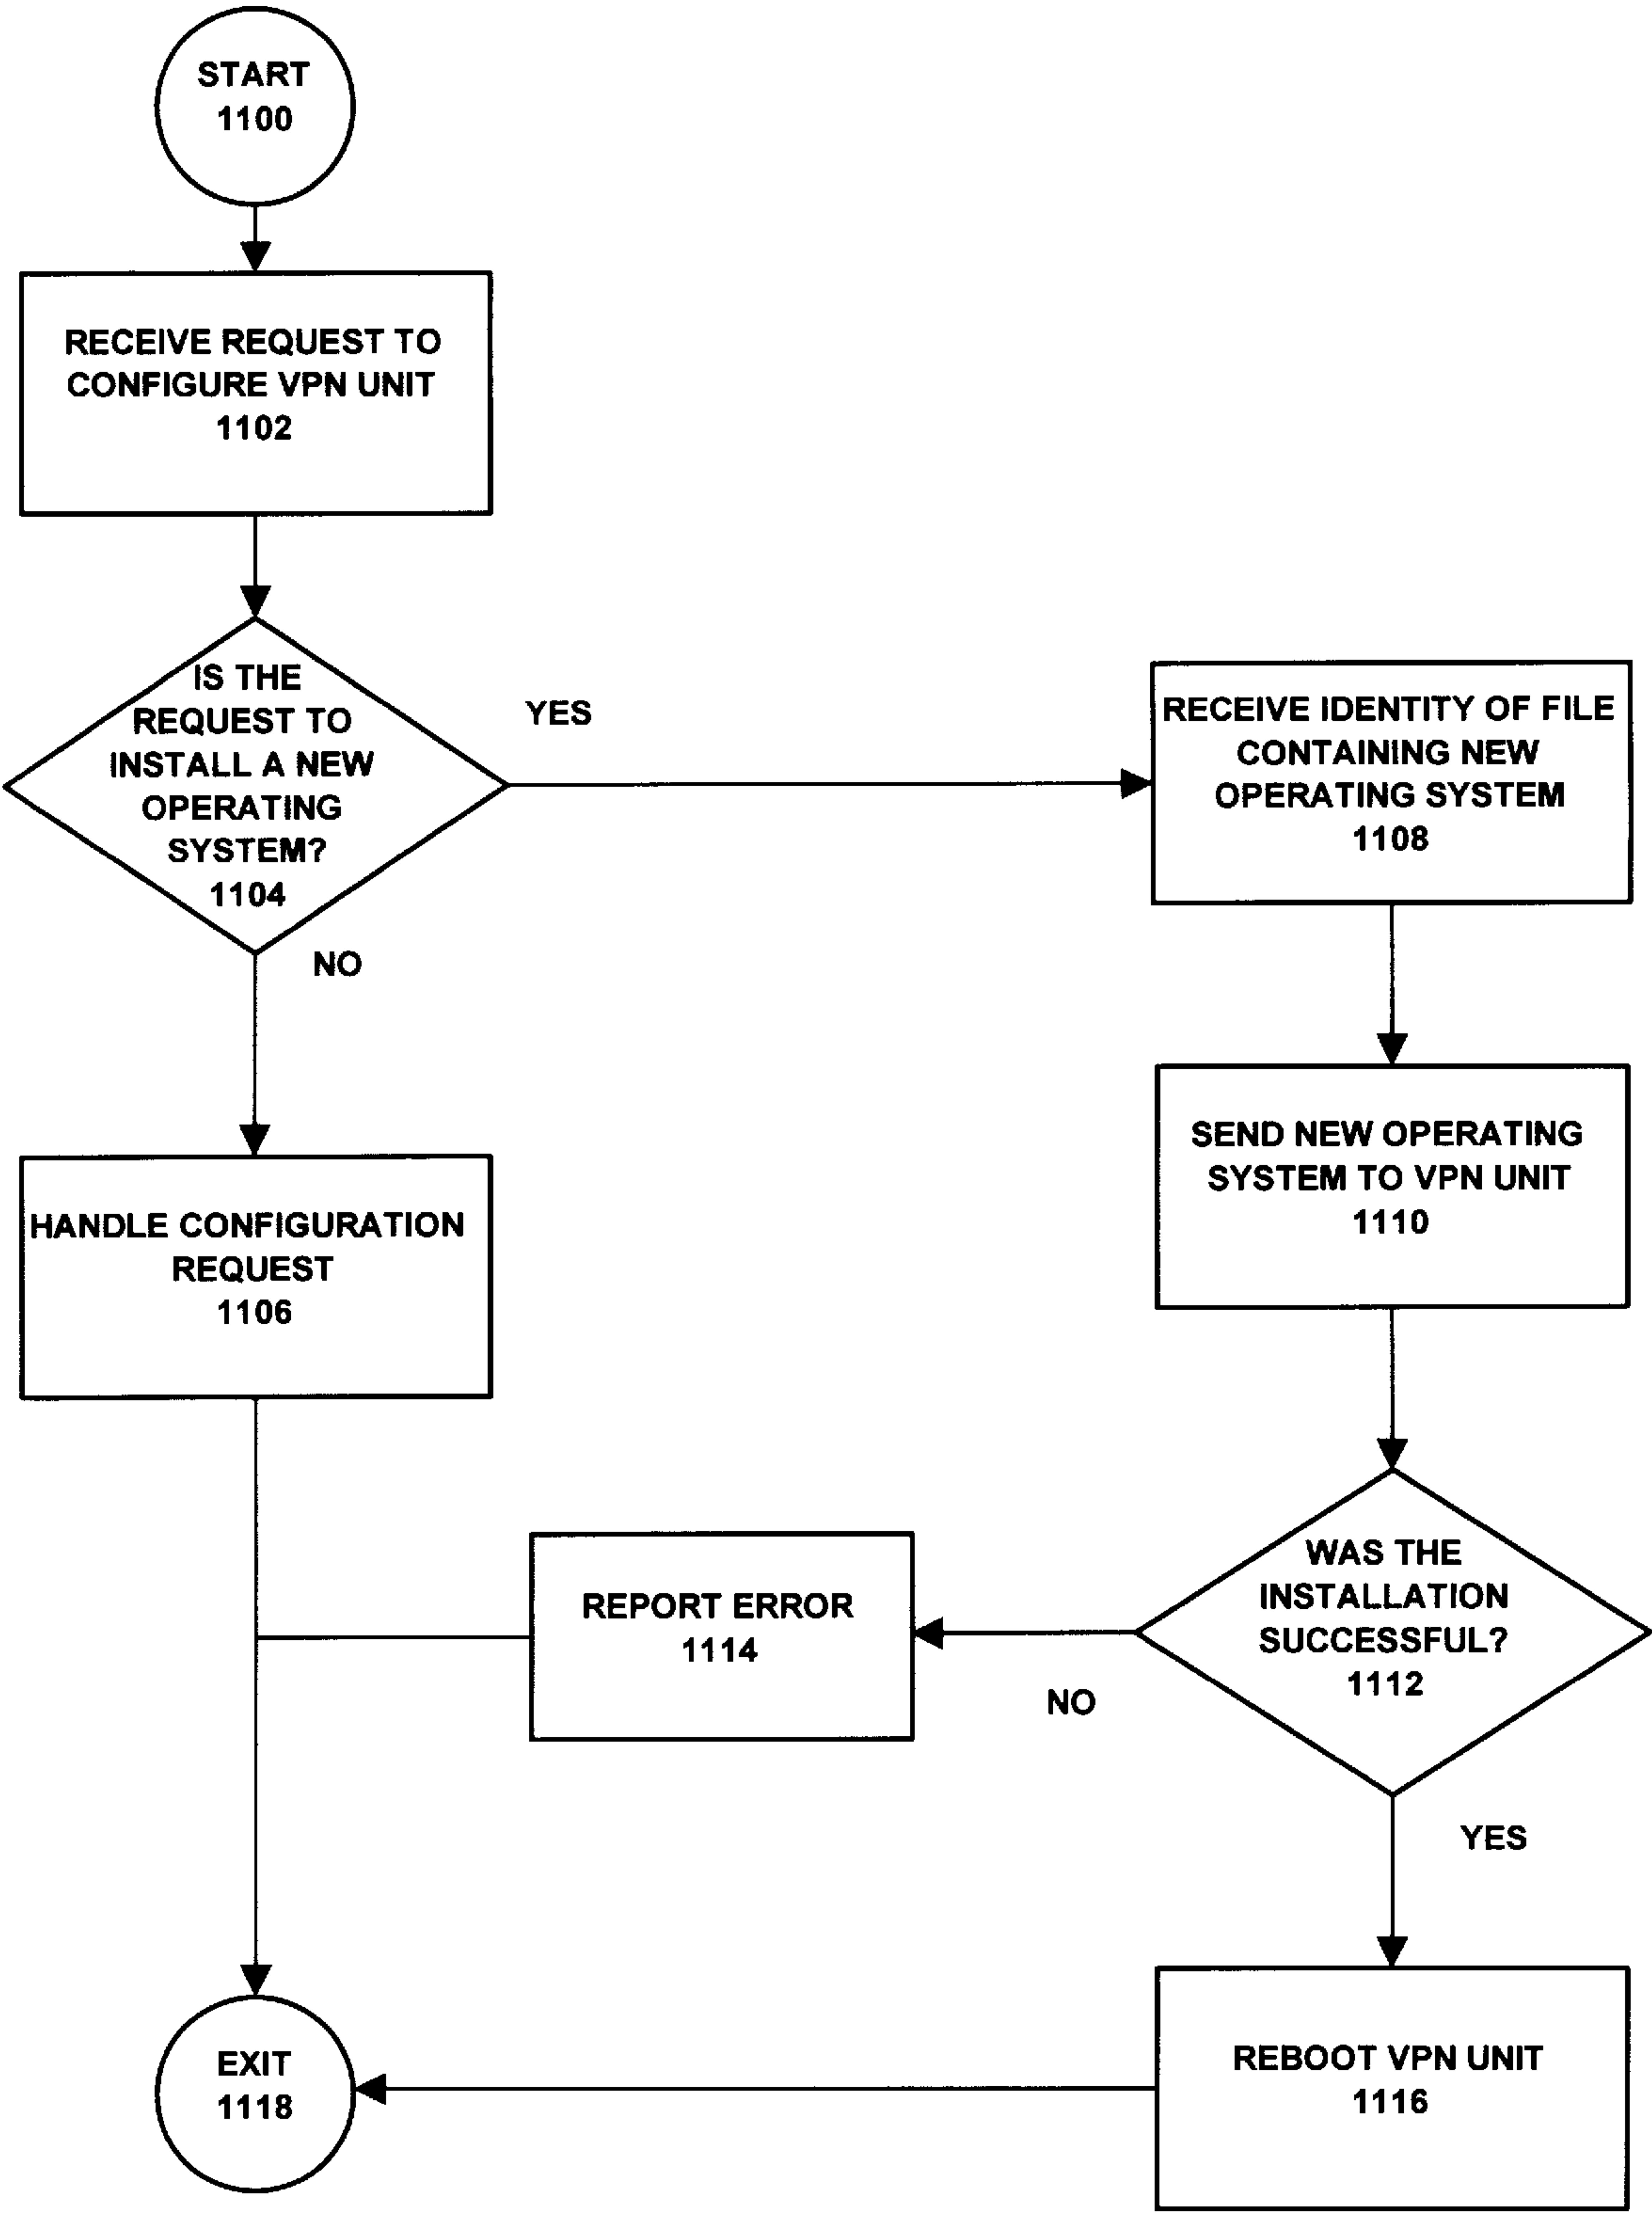 START
1100
RECEIVE REQUEST TO
CONFIGURE VPN UNIT
1102
IS THE
REQUEST TO
INSTALL A NEW
OPERATING
SYSTEM?
1104
YES
RECEIVE IDENTITY OF FILE
CONTAINING NEW
OPERATING SYSTEM
1108
NO
SEND NEW OPERATING
SYSTEM TO VPN UNIT
1110
HANDLE CONFIGURATION
REQUEST
1106
WAS THE
INSTALLATION
SUCCESSFUL?
1112
NO
REPORT ERROR
1114
YES
REBOOT VPN UNIT
1116
EXIT
1118